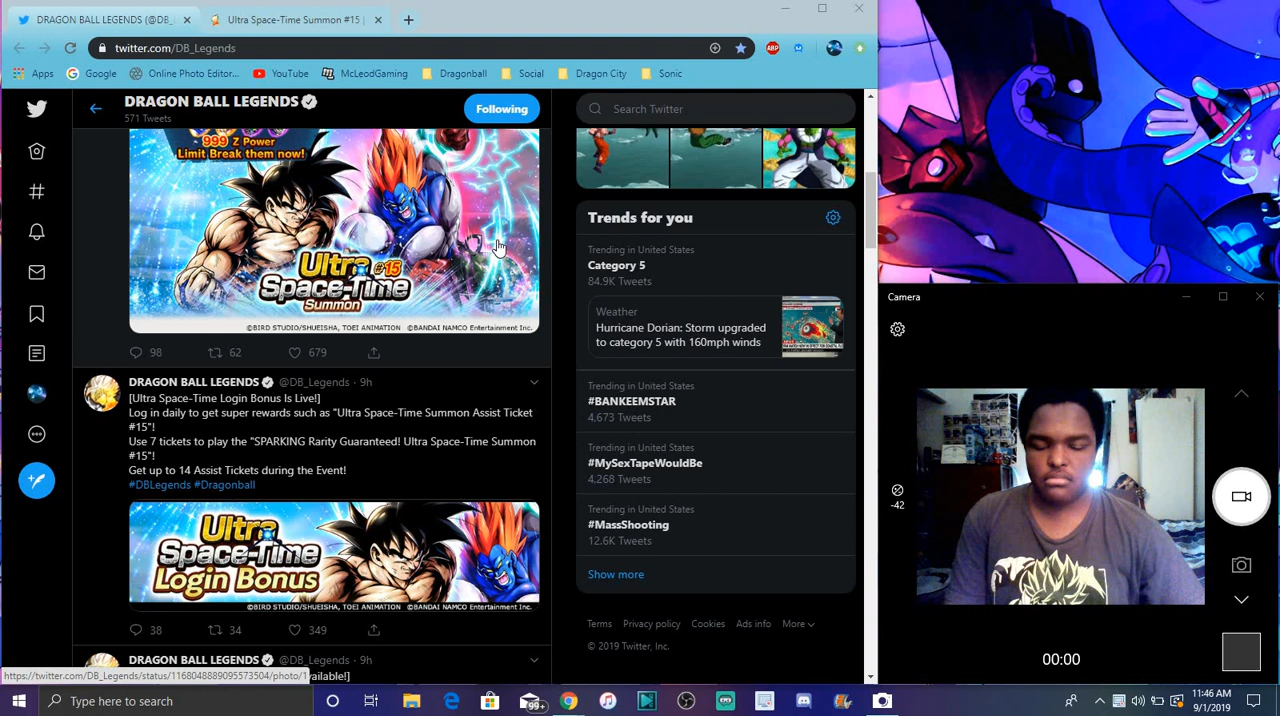 DRAGON BALL LEGENDS (@DB_
Ultra Space-Time Summon #15 |
twitter.com/DB_Legends
ABP
Apps
Google
Online Photo Editor...
YouTube
McLeodGaming
Dragonball
Social
Dragon City
Sonic
DRAGON BALL LEGENDS
571 Tweets
Following
Search Twitter
999 Z Power
Limit Break them now!
Ultra #15
Space-Time
Summon
©BIRD STUDIO/SHUEISHA, TOEI ANIMATION ©BANDAI NAMCO Entertainment Inc.
98 62 679
DRAGON BALL LEGENDS @DB_Legends · 9h
[Ultra Space-Time Login Bonus Is Live!]
Log in daily to get super rewards such as "Ultra Space-Time Summon Assist Ticket
#15"!
Use 7 tickets to play the "SPARKING Rarity Guaranteed! Ultra Space-Time Summon
#15"!
Get up to 14 Assist Tickets during the Event!
#DBLegends #Dragonball
Ultra
Space-Time
Login Bonus
©BIRD STUDIO/SHUEISHA, TOEI ANIMATION ©BANDAI NAMCO Entertainment Inc.
38 34 349
DRAGON BALL LEGENDS @DB_Legends · 9h
vailable!]
https://twitter.com/DB_Legends/status/1168048889095573504/photo/1
Trends for you
Trending in United States
Category 5
84.9K Tweets
Weather
Hurricane Dorian: Storm upgraded
to category 5 with 160mph winds
Trending in United States
#BANKEEMSTAR
4,673 Tweets
Trending in United States
#MySexTapeWouldBe
4,268 Tweets
Trending in United States
#MassShooting
12.6K Tweets
Show more
Terms Privacy policy Cookies Ads info More
© 2019 Twitter, Inc.
Camera
-42
00:00
Type here to search
99+
11:46 AM
9/1/2019